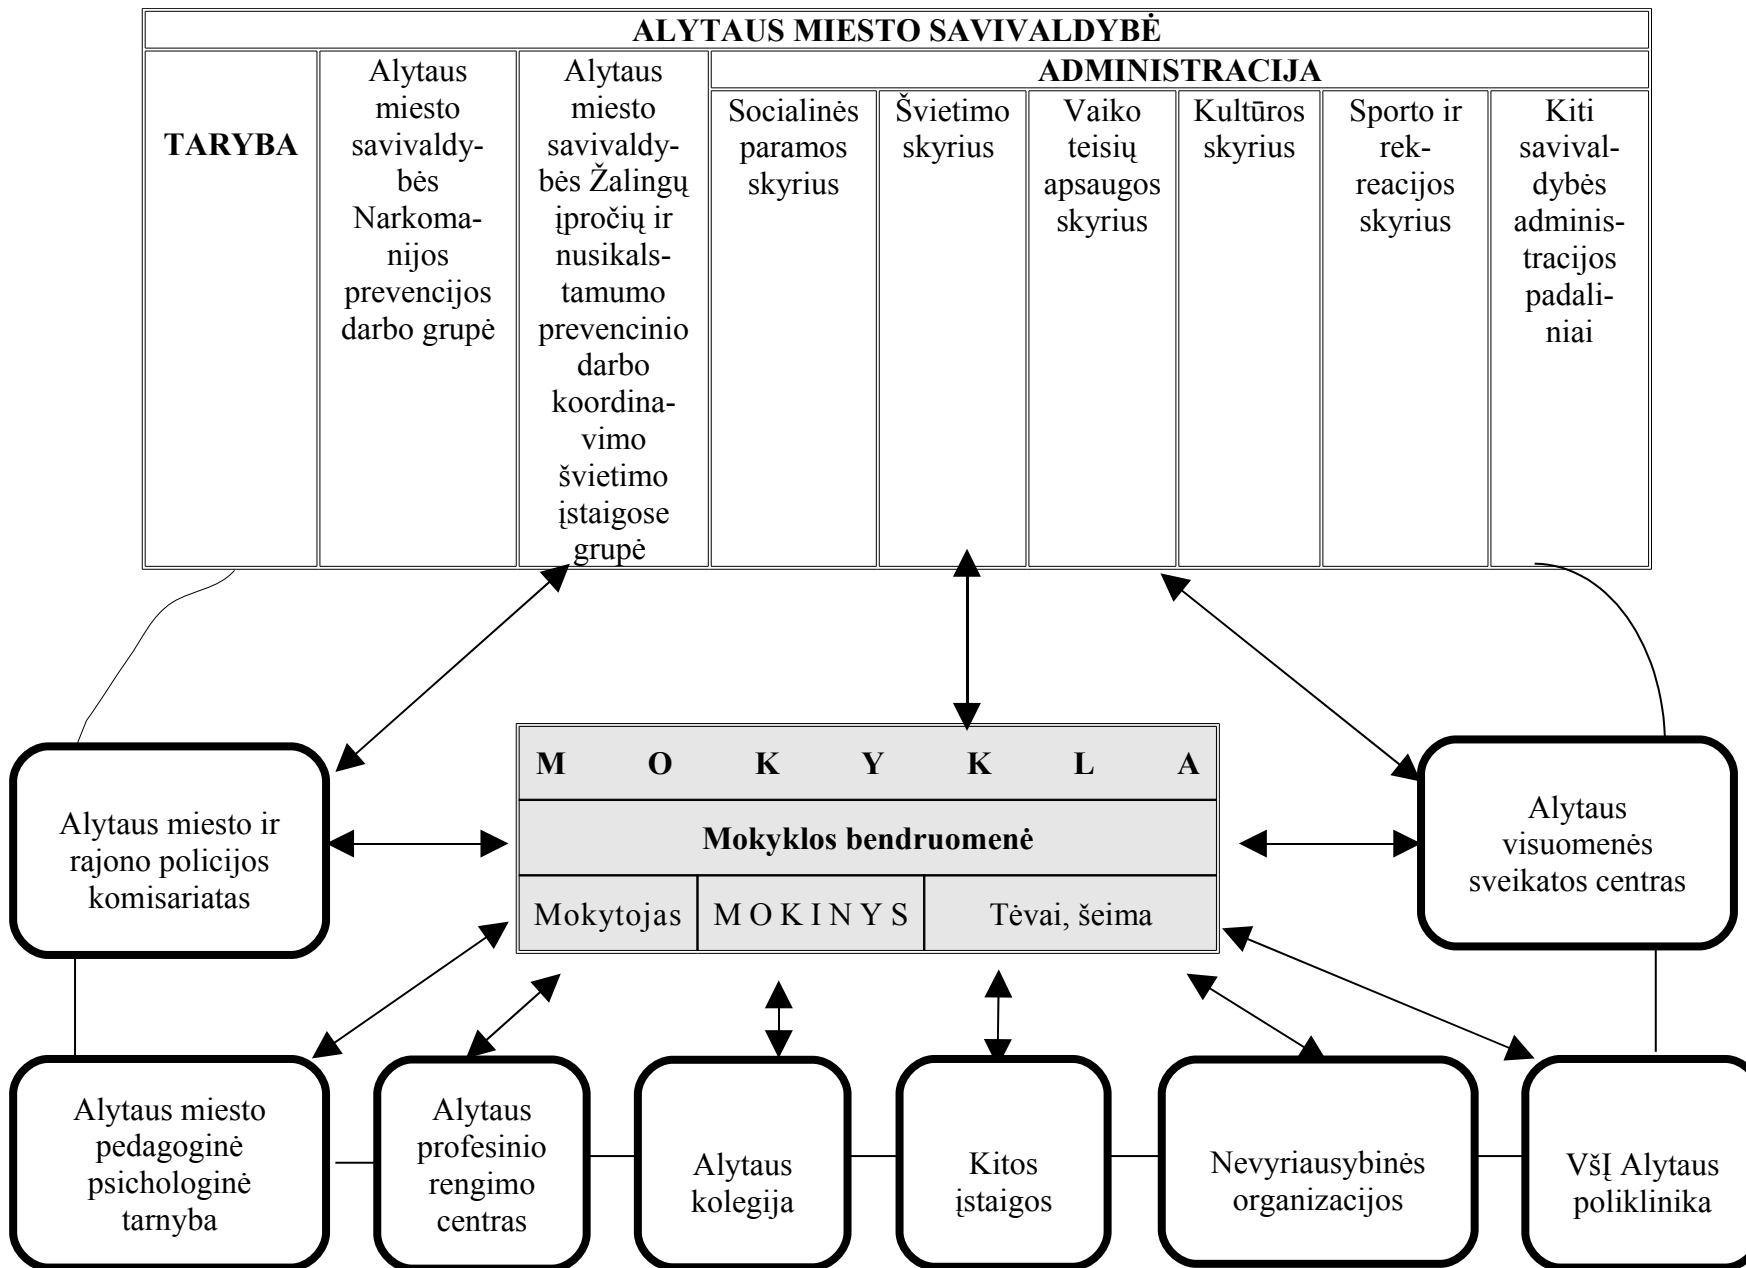 ALYTAUS MIESTO SAVIVALDYBĖ
TARYBA
Alytaus
miesto
savivaldy-
bės
Narkoma-
nijos
prevencijos
darbo grupė
Alytaus
miesto
savivaldy-
bės Žalingų
įpročių ir
nusikals-
tamumo
prevencinio
darbo
koordina-
vimo
švietimo
įstaigose
grupė
ADMINISTRACIJA
Socialinės
paramos
skyrius
Švietimo
skyrius
Vaiko
teisių
apsaugos
skyrius
Kultūros
skyrius
Sporto ir
rek-
reacijos
skyrius
Kiti
savival-
dybės
adminis-
tracijos
padali-
niai
M O K Y K L A
Mokyklos bendruomenė
Mokytojas
M O K I N Y S
Tėvai, šeima
Alytaus miesto ir
rajono policijos
komisariatas
Alytaus
visuomenės
sveikatos centras
Alytaus miesto
pedagoginė
psichologinė
tarnyba
Alytaus
profesinio
rengimo
centras
Alytaus
kolegija
Kitos
įstaigos
Nevyriausybinės
organizacijos
VšĮ Alytaus
poliklinika